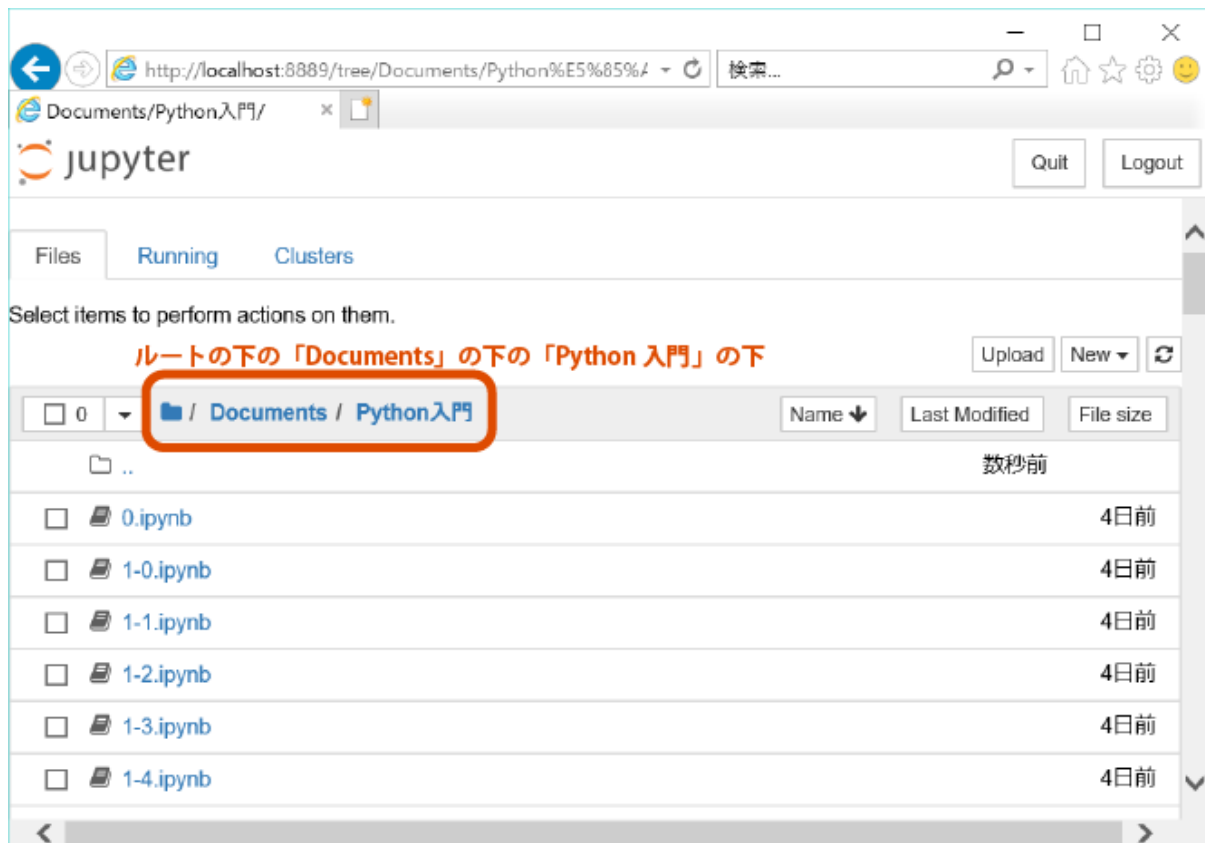 http://localhost:8889/tree/Documents/Python%E5%85%A
検索...
Documents/Python入門/
jupyter
Quit
Logout
Files
Running
Clusters
Select items to perform actions on them.
ルートの下の「Documents」の下の「Python 入門」の下
Upload
New
0
/ Documents / Python入門
Name
Last Modified
File size
..
数秒前
0.ipynb
4日前
1-0.ipynb
4日前
1-1.ipynb
4日前
1-2.ipynb
4日前
1-3.ipynb
4日前
1-4.ipynb
4日前